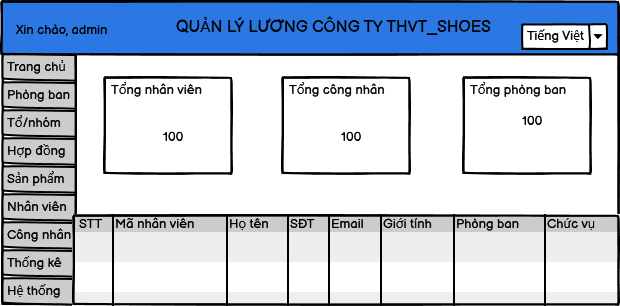 Xin chào, admin
QUẢN LÝ LƯƠNG CÔNG TY THVT_SHOES
Tiếng Việt
Trang chủ
Phòng ban
Tổ/nhóm
Hợp đồng
Sản phẩm
Nhân viên
Công nhân
Thống kê
Hệ thống
Tổng nhân viên
100
Tổng công nhân
100
Tổng phòng ban
100
STT Mã nhân viên Họ tên SĐT Email Giới tính Phòng ban Chức vụ